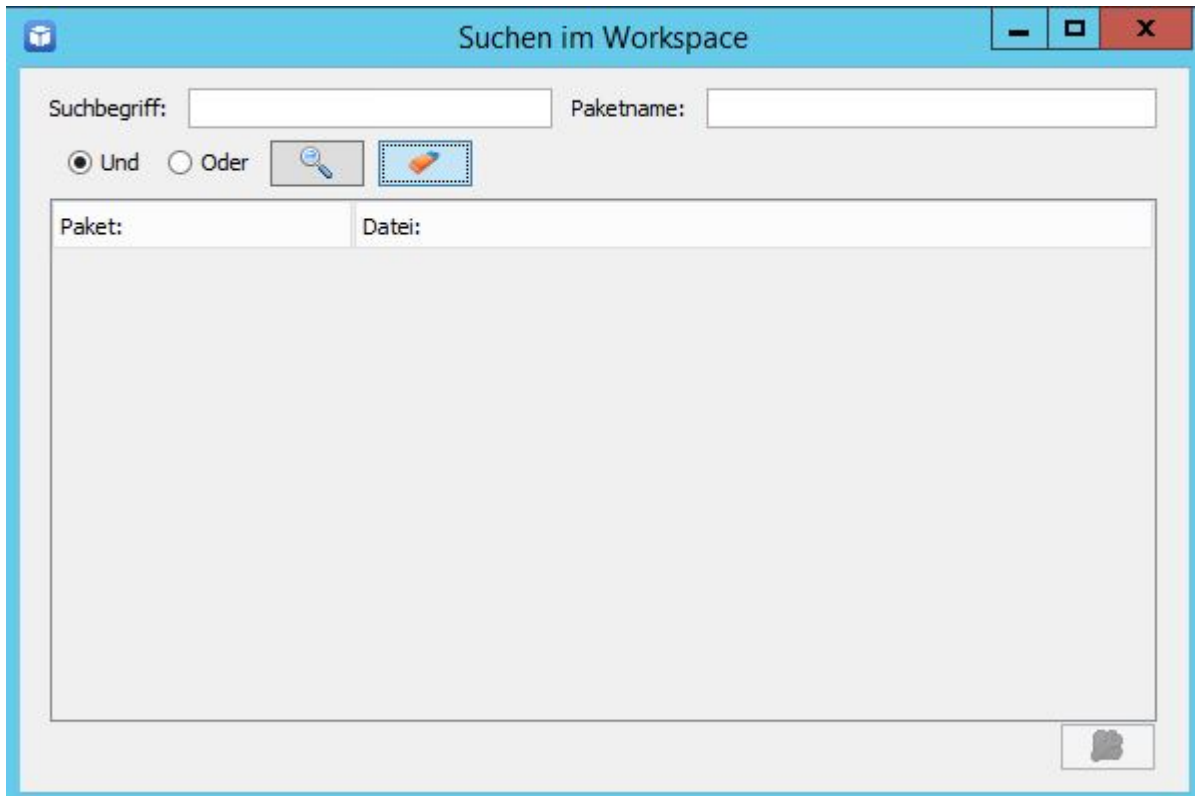 Suchen im Workspace
Suchbegriff: Paketname:
Und Oder
Paket: Datei: